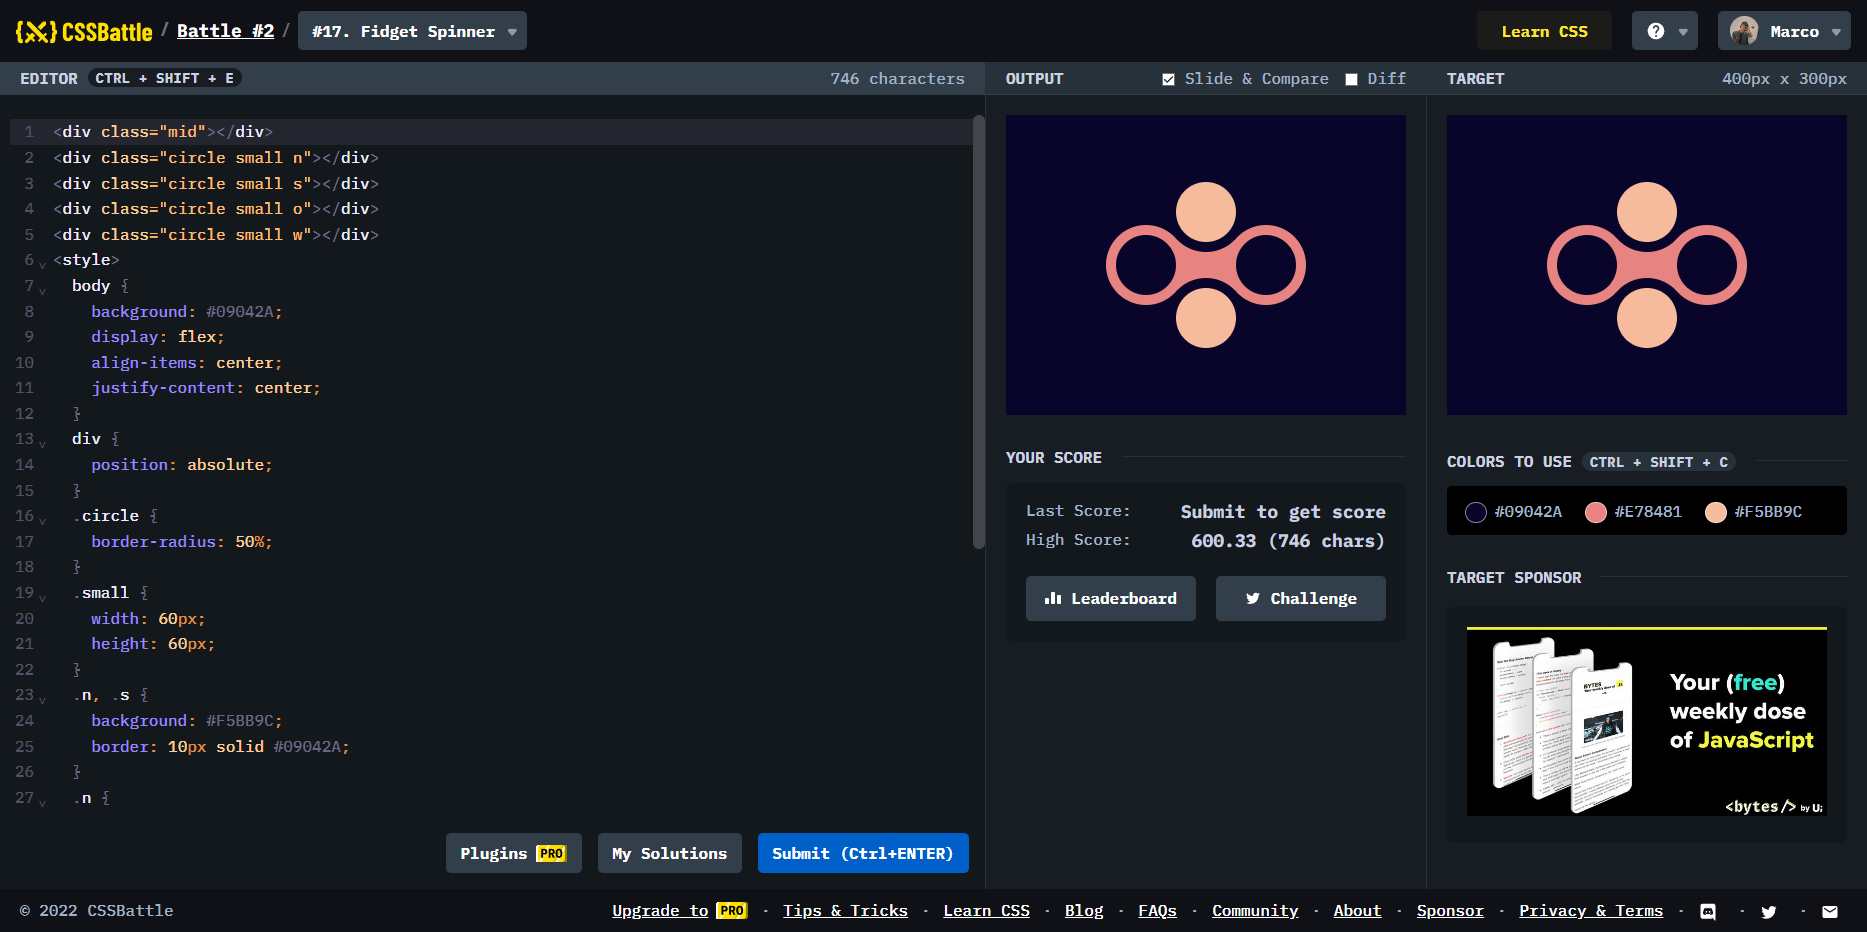 {X} CSSBattle / Battle #2 / #17. Fidget Spinner
Learn CSS
?
Marco
EDITOR CTRL + SHIFT + E
746 characters
OUTPUT
Slide & Compare
Diff
TARGET
400px x 300px
1 <div class="mid"></div>
2 <div class="circle small n"></div>
3 <div class="circle small s"></div>
4 <div class="circle small o"></div>
5 <div class="circle small w"></div>
6 <style>
7 body {
8 background: #09042A;
9 display: flex;
10 align-items: center;
11 justify-content: center;
12 }
13 div {
14 position: absolute;
15 }
16 .circle {
17 border-radius: 50%;
18 }
19 .small {
20 width: 60px;
21 height: 60px;
22 }
23 .n, .s {
24 background: #F5BB9C;
25 border: 10px solid #09042A;
26 }
27 .n {
Plugins PRO
My Solutions
Submit (Ctrl+ENTER)
YOUR SCORE
Last Score: Submit to get score
High Score: 600.33 (746 chars)
Leaderboard
Challenge
COLORS TO USE CTRL + SHIFT + C
#09042A #E78481 #F5BB9C
TARGET SPONSOR
Your (free)
weekly dose
of JavaScript
<bytes/> by U;
© 2022 CSSBattle
Upgrade to PRO · Tips & Tricks · Learn CSS · Blog · FAQs · Community · About · Sponsor · Privacy & Terms · · ·